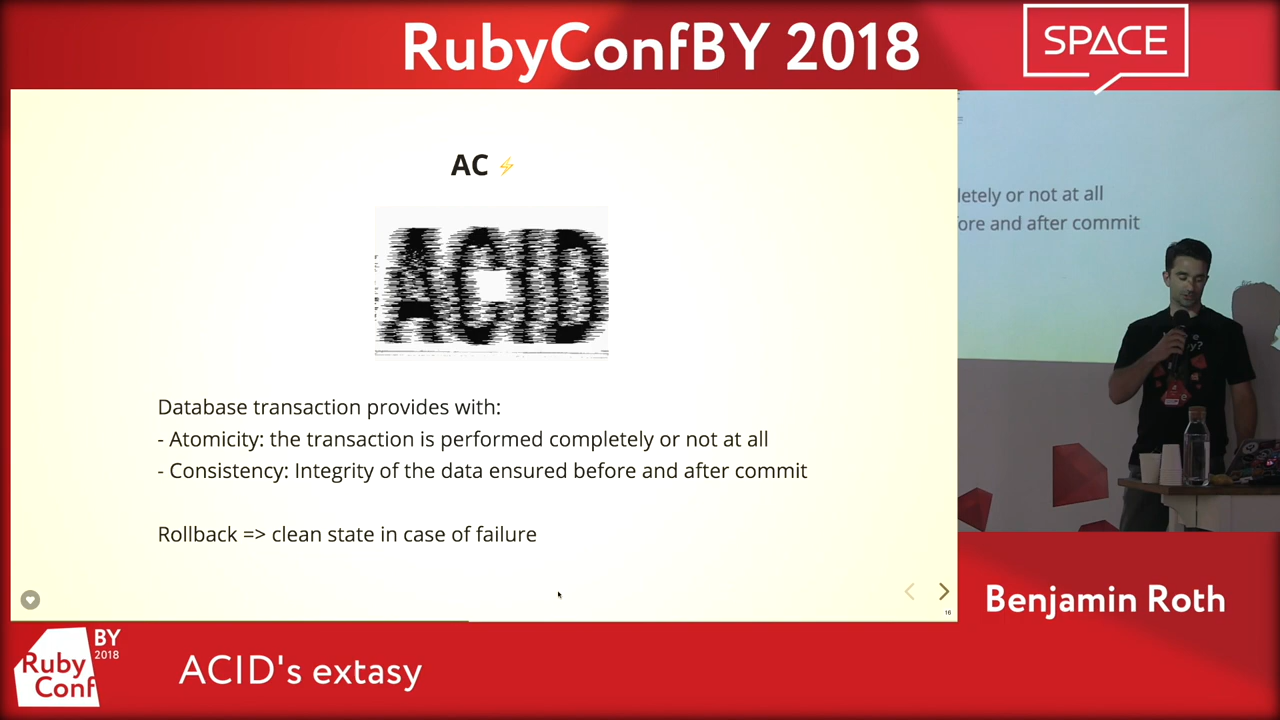 RubyConfBY 2018
SPACE
AC
ACID
Database transaction provides with:
- Atomicity: the transaction is performed completely or not at all
- Consistency: Integrity of the data ensured before and after commit
Rollback => clean state in case of failure
16
letely or not at all
ore and after commit
Benjamin Roth
Ruby
Conf
BY
2018
ACID's extasy